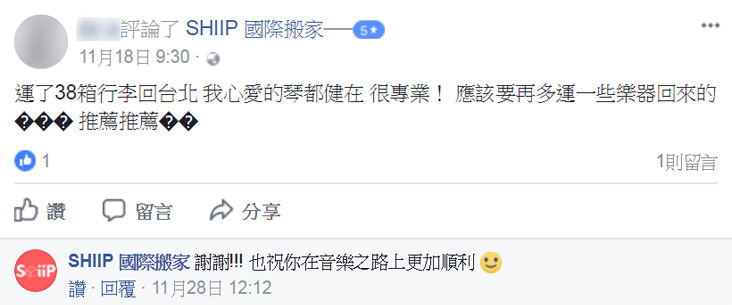 評論了 SHIIP 國際搬家──5★
11月18日 9:30 ·
運了38箱行李回台北 我心愛的琴都健在 很專業！ 應該要再多運一些樂器回來的
��� 推薦推薦��
1
1則留言
讚 留言 分享
SHIIP 國際搬家 謝謝!!! 也祝你在音樂之路上更加順利
讚 · 回覆 · 11月28日 12:12